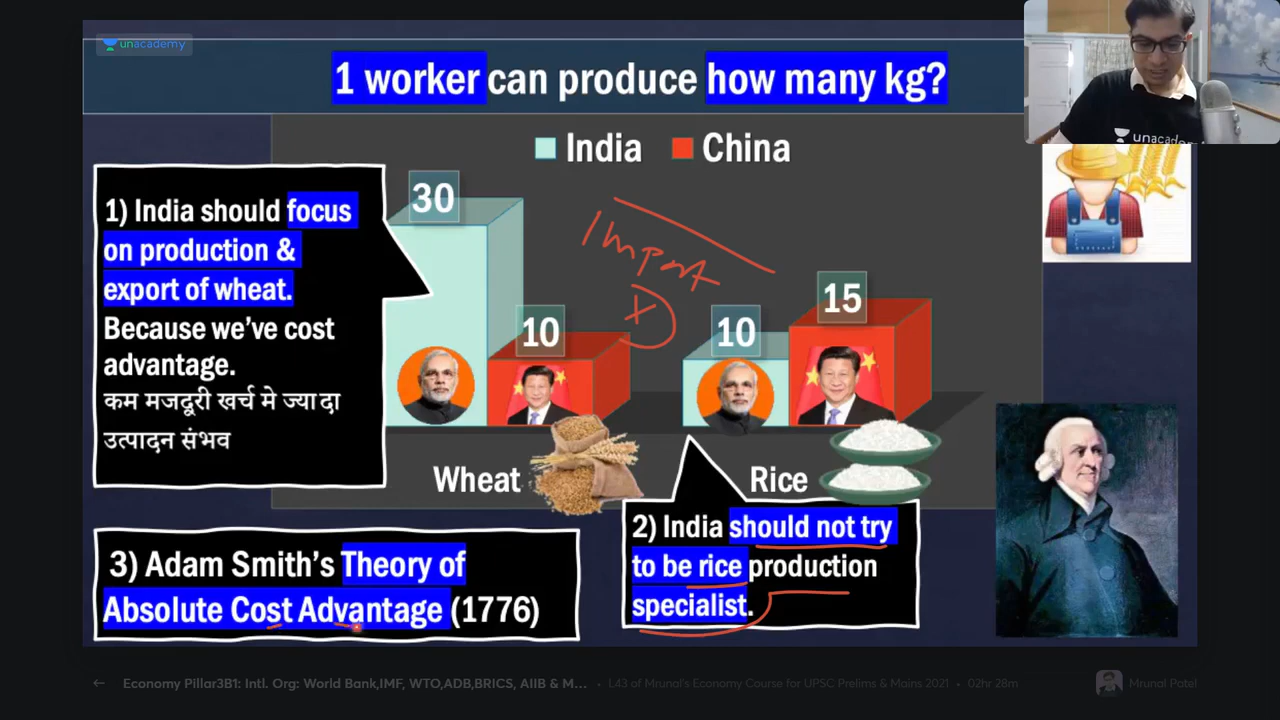 unacademy
1 worker can produce how many kg?
unacademy
India China
1) India should focus
on production &
export of wheat.
Because we've cost
advantage.
कम मजदूरी खर्च मे ज्यादा
उत्पादन संभव
30
10
Import
10
15
Wheat
Rice
2) India should not try
to be rice production
specialist.
3) Adam Smith's Theory of
Absolute Cost Advantage (1776)
← Economy Pillar3B1: Intl. Org: World Bank,IMF, WTO,ADB,BRICS, AIIB & M... • L43 of Mrunal's Economy Course for UPSC Prelims & Mains 2021 • 02hr 28m
Mrunal Patel